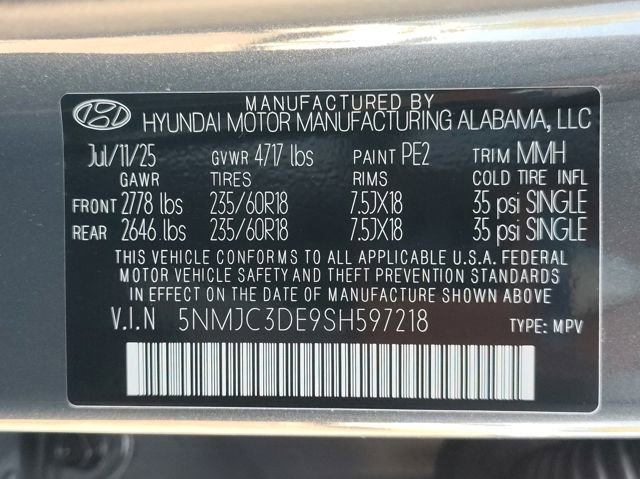 MANUFACTURED BY
HYUNDAI MOTOR MANUFACTURING ALABAMA, LLC
Jul/11/25 GVWR 4717 lbs PAINT PE2 TRIM MMH
GAWR TIRES RIMS COLD TIRE INFL
FRONT 2778 lbs 235/60R18 7.5JX18 35 psi SINGLE
REAR 2646 lbs 235/60R18 7.5JX18 35 psi SINGLE
THIS VEHICLE CONFORMS TO ALL APPLICABLE U.S.A. FEDERAL
MOTOR VEHICLE SAFETY AND THEFT PREVENTION STANDARDS
IN EFFECT ON THE DATE OF MANUFACTURE SHOWN ABOVE
V.I.N 5NMJC3DE9SH597218 TYPE: MPV